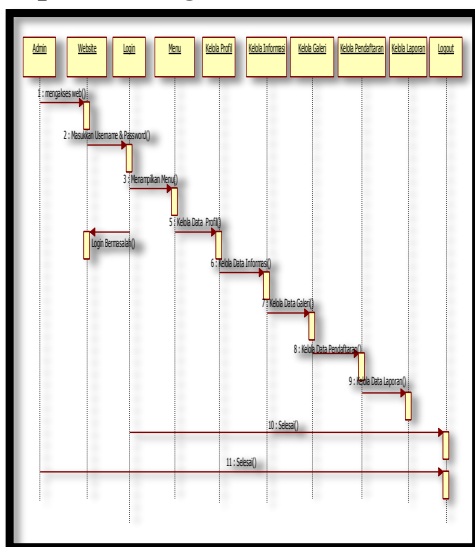 Admin
Website
Login
Menu
Kelola Profil
Kelola Informasi
Kelola Galeri
Kelola Pendaftaran
Kelola Laporan
Logout
1 : mengakses web()
2 : Masukkan Username & Password()
3 : Menampilkan Menu()
5 : Kelola Data Profil()
Login Bermasalah()
6 : Kelola Data Informasi()
7 : Kelola Data Galeri()
8 : Kelola Data Pendaftaran()
9 : Kelola Data Laporan()
10 : Selesai()
11 : Selesai()